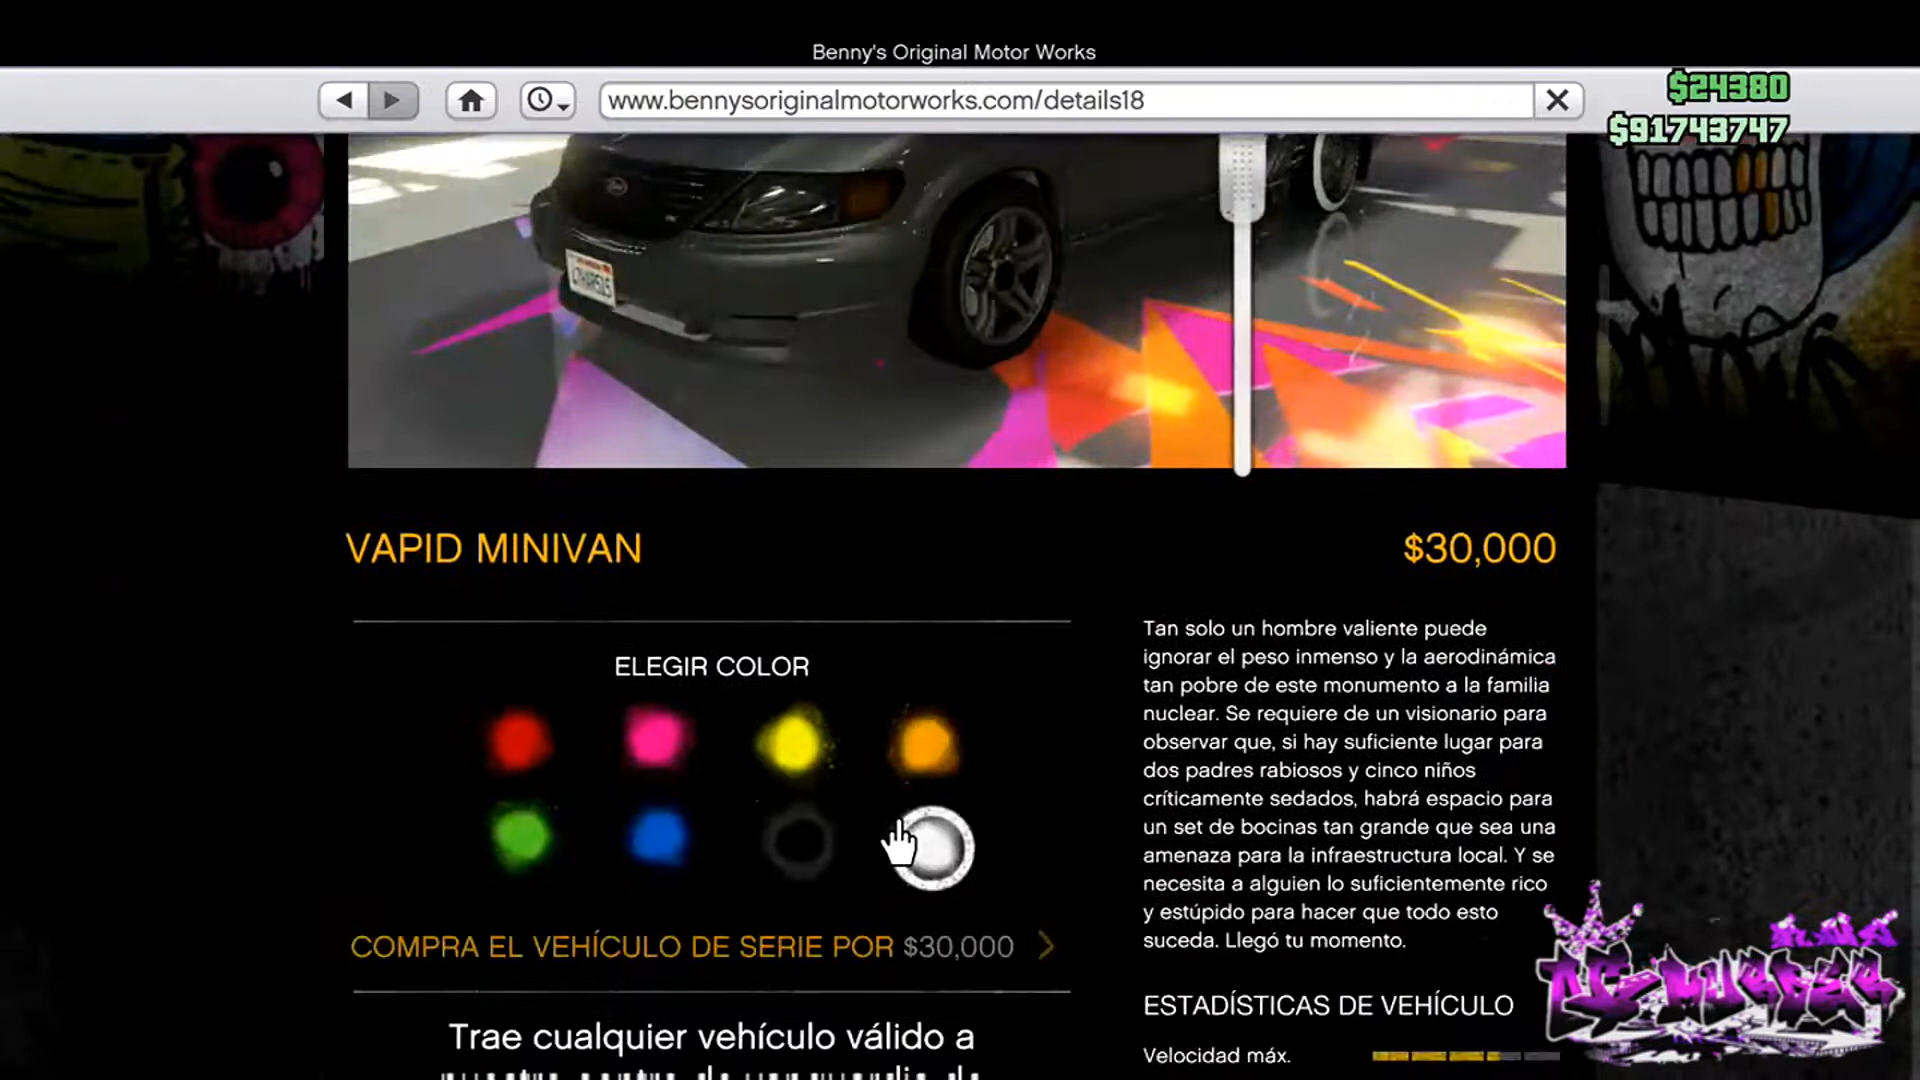 Benny's Original Motor Works
www.bennysoriginalmotorworks.com/details18
$24380
$91743747
VAPID MINIVAN
$30,000
ELEGIR COLOR
COMPRA EL VEHÍCULO DE SERIE POR $30,000
Trae cualquier vehículo válido a
Tan solo un hombre valiente puede
ignorar el peso inmenso y la aerodinámica
tan pobre de este monumento a la familia
nuclear. Se requiere de un visionario para
observar que, si hay suficiente lugar para
dos padres rabiosos y cinco niños
críticamente sedados, habrá espacio para
un set de bocinas tan grande que sea una
amenaza para la infraestructura local. Y se
necesita a alguien lo suficientemente rico
y estúpido para hacer que todo esto
suceda. Llegó tu momento.
ESTADÍSTICAS DE VEHÍCULO
Velocidad máx.